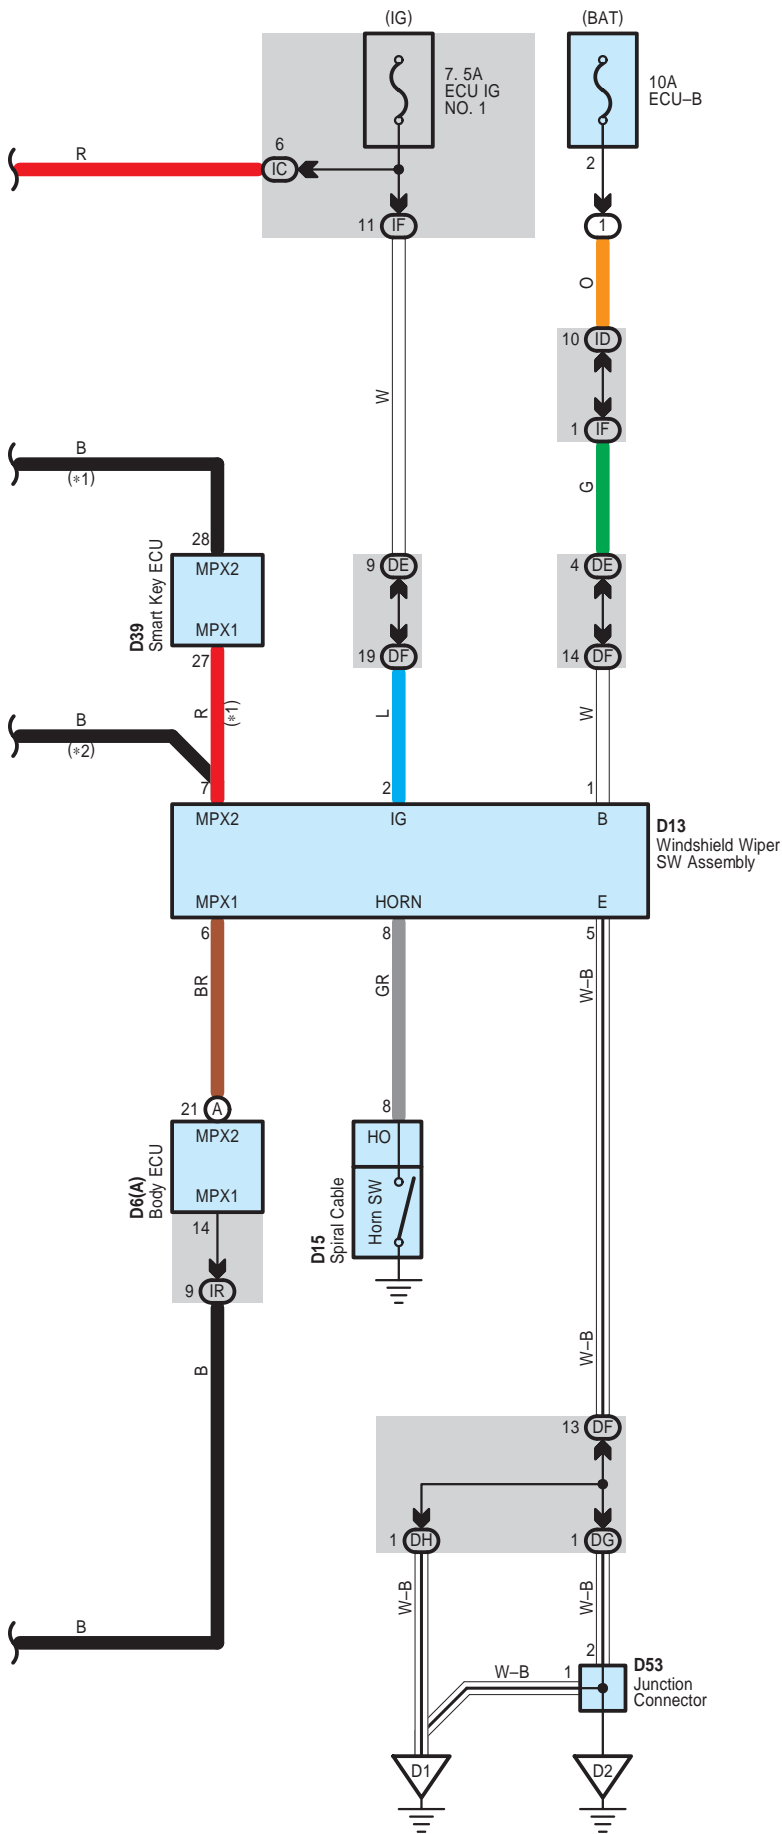 (IG)
(BAT)
7. 5A
ECU IG
NO. 1
10A
ECU–B
R
6
IC
2
11
IF
1
O
10
ID
W
1
IF
B
(*1)
G
28
MPX2
MPX1
D39
Smart Key ECU
27
9
DE
4
DE
19
DF
14
DF
R
(*1)
L
W
B
(*2)
7
2
1
MPX2
IG
B
D13
Windshield Wiper
SW Assembly
MPX1
HORN
E
6
8
5
BR
GR
W–B
21
A
8
MPX2
MPX1
D6(A)
Body ECU
HO
Horn SW
D15
Spiral Cable
14
9
IR
B
W–B
13
DF
1
DH
1
DG
W–B
W–B
B
2
W–B
1
D53
Junction
Connector
D1
D2